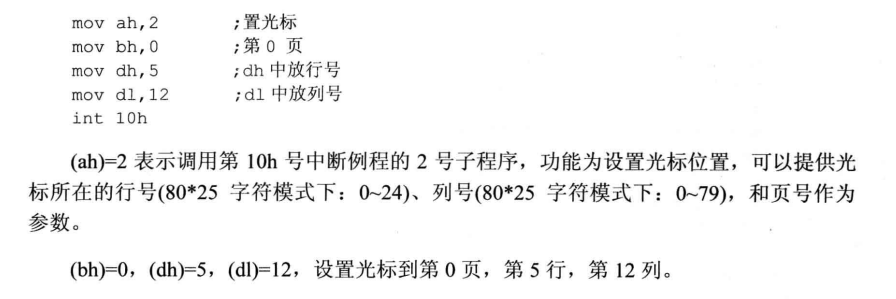 mov ah,2 ;置光标
mov bh,0 ;第 0 页
mov dh,5 ;dh 中放行号
mov dl,12 ;dl 中放列号
int 10h
(ah)=2 表示调用第 10h 号中断例程的 2 号子程序，功能为设置光标位置，可以提供光
标所在的行号(80*25 字符模式下：0~24)、列号(80*25 字符模式下：0~79)，和页号作为
参数。
(bh)=0，(dh)=5，(dl)=12，设置光标到第 0 页，第 5 行，第 12 列。